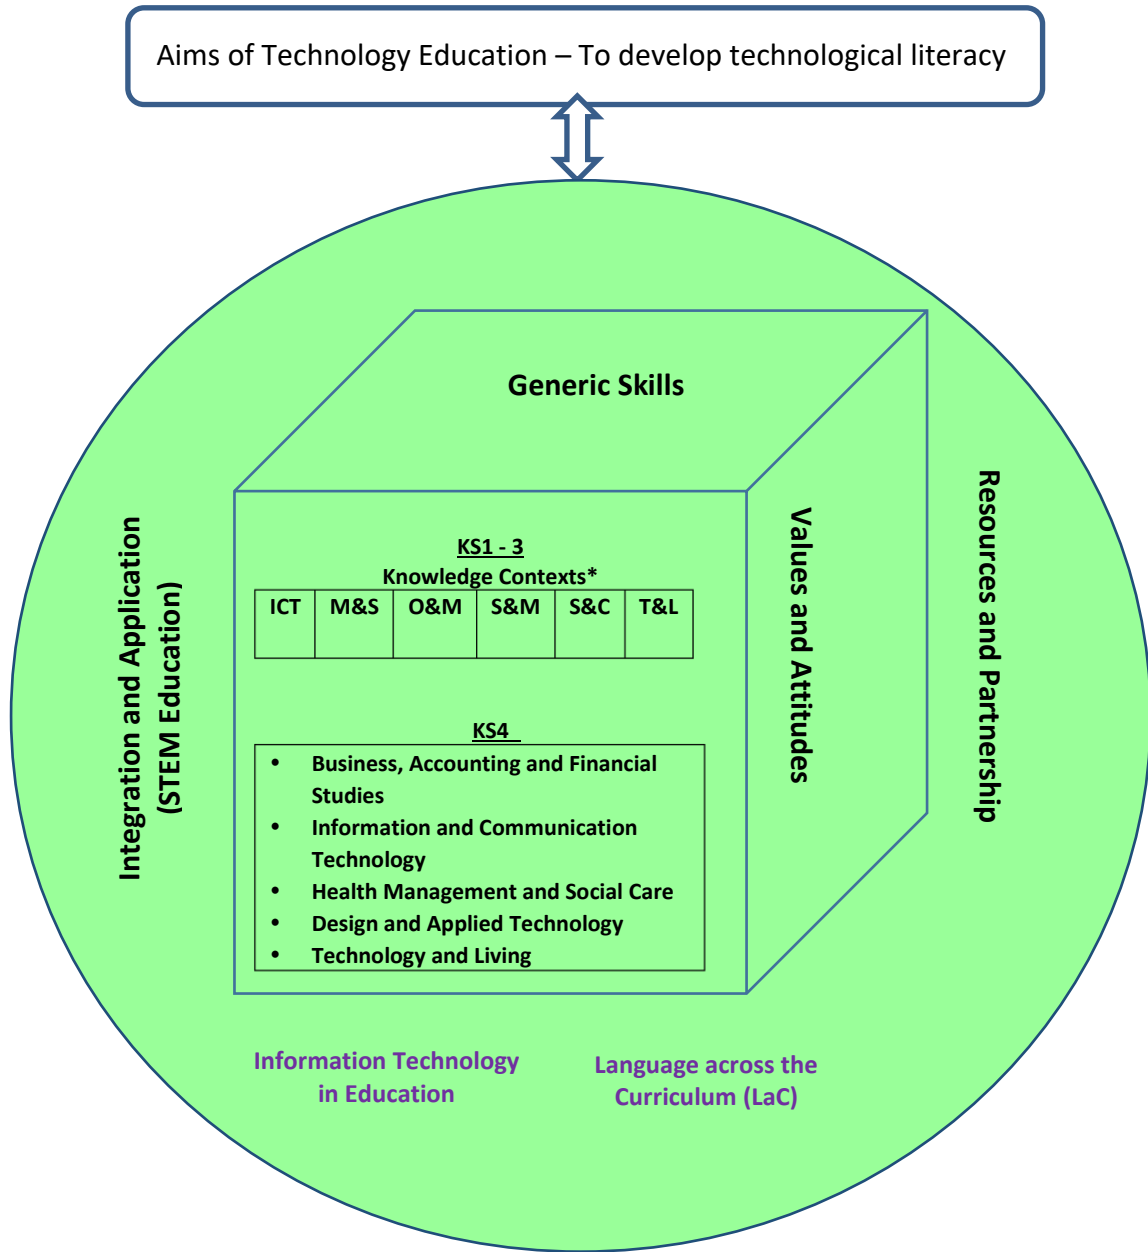 Aims of Technology Education – To develop technological literacy
Generic Skills
Integration and Application
(STEM Education)
KS1 - 3
Knowledge Contexts*
ICT M&S O&M S&M S&C T&L
KS4
• Business, Accounting and Financial
Studies
• Information and Communication
Technology
• Health Management and Social Care
• Design and Applied Technology
• Technology and Living
Values and Attitudes
Resources and Partnership
Information Technology
in Education
Language across the
Curriculum (LaC)